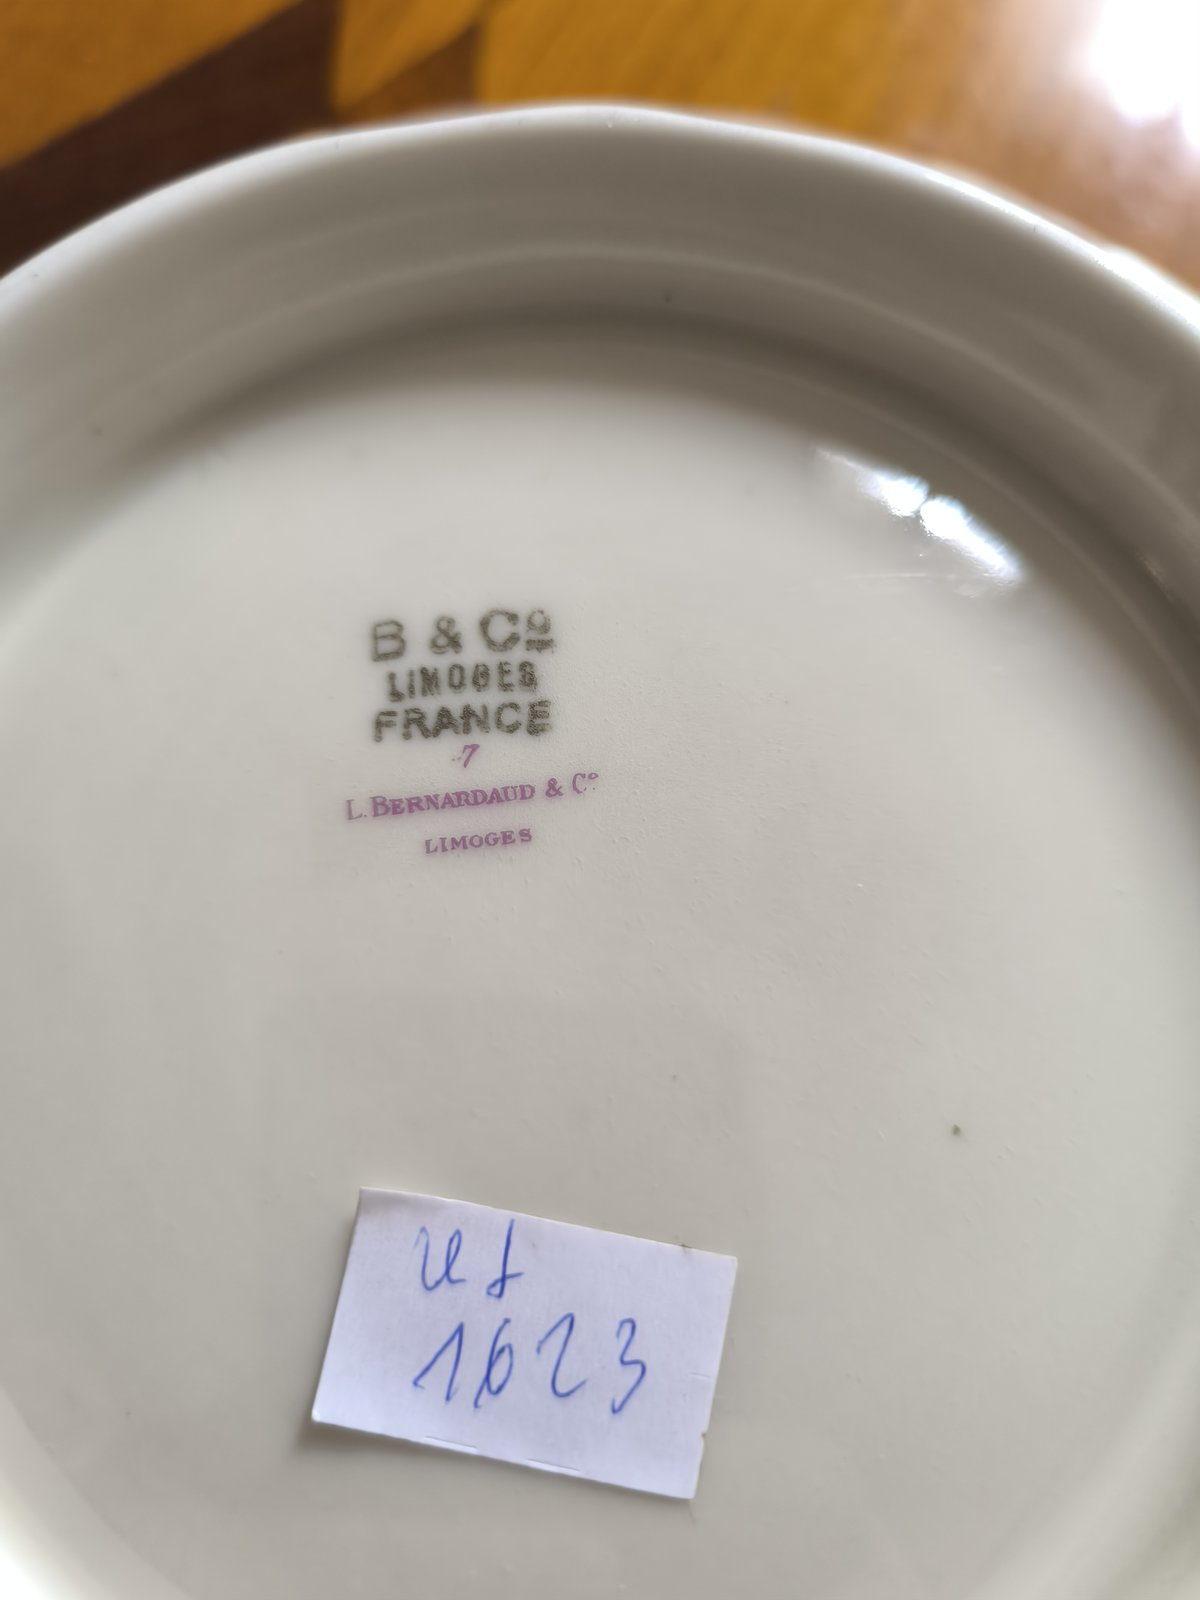 B & Cº
LIMOGES
FRANCE
7
L. BERNARDAUD & Cº
LIMOGES
1623